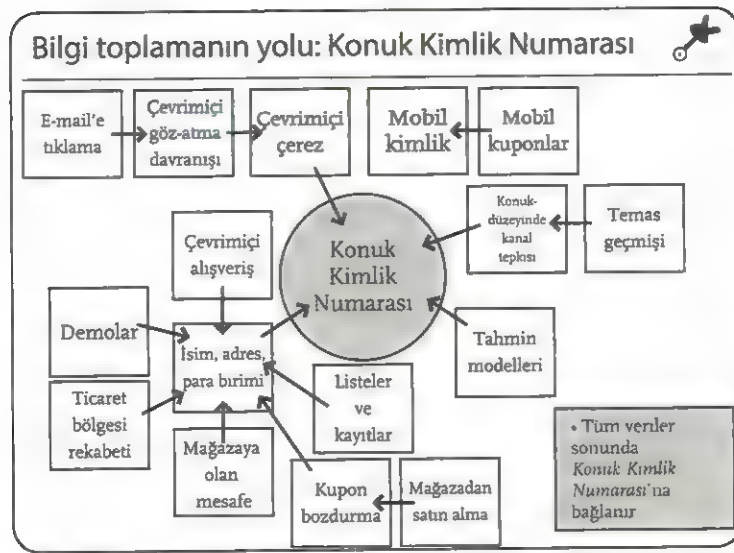 Bilgi toplamanın yolu: Konuk Kimlik Numarası
E-mail'e
tıklama
Çevrimiçi
göz-atma
davranışı
Çevrimiçi
çerez
Mobil
kimlik
Mobil
kuponlar
Konuk-
düzeyinde
kanal
tepkisi
Temas
geçmişi
Çevrimiçi
alışveriş
Konuk
Kimlik
Numarası
Demolar
İsim, adres,
para birimi
Tahmin
modelleri
Ticaret
bölgesi
rekabeti
Listeler
ve
kayıtlar
Mağazaya
olan
mesafe
Kupon
bozdurma
Mağazadan
satın alma
• Tüm veriler
sonunda
Konuk Kimlik
Numarası'na
bağlanır